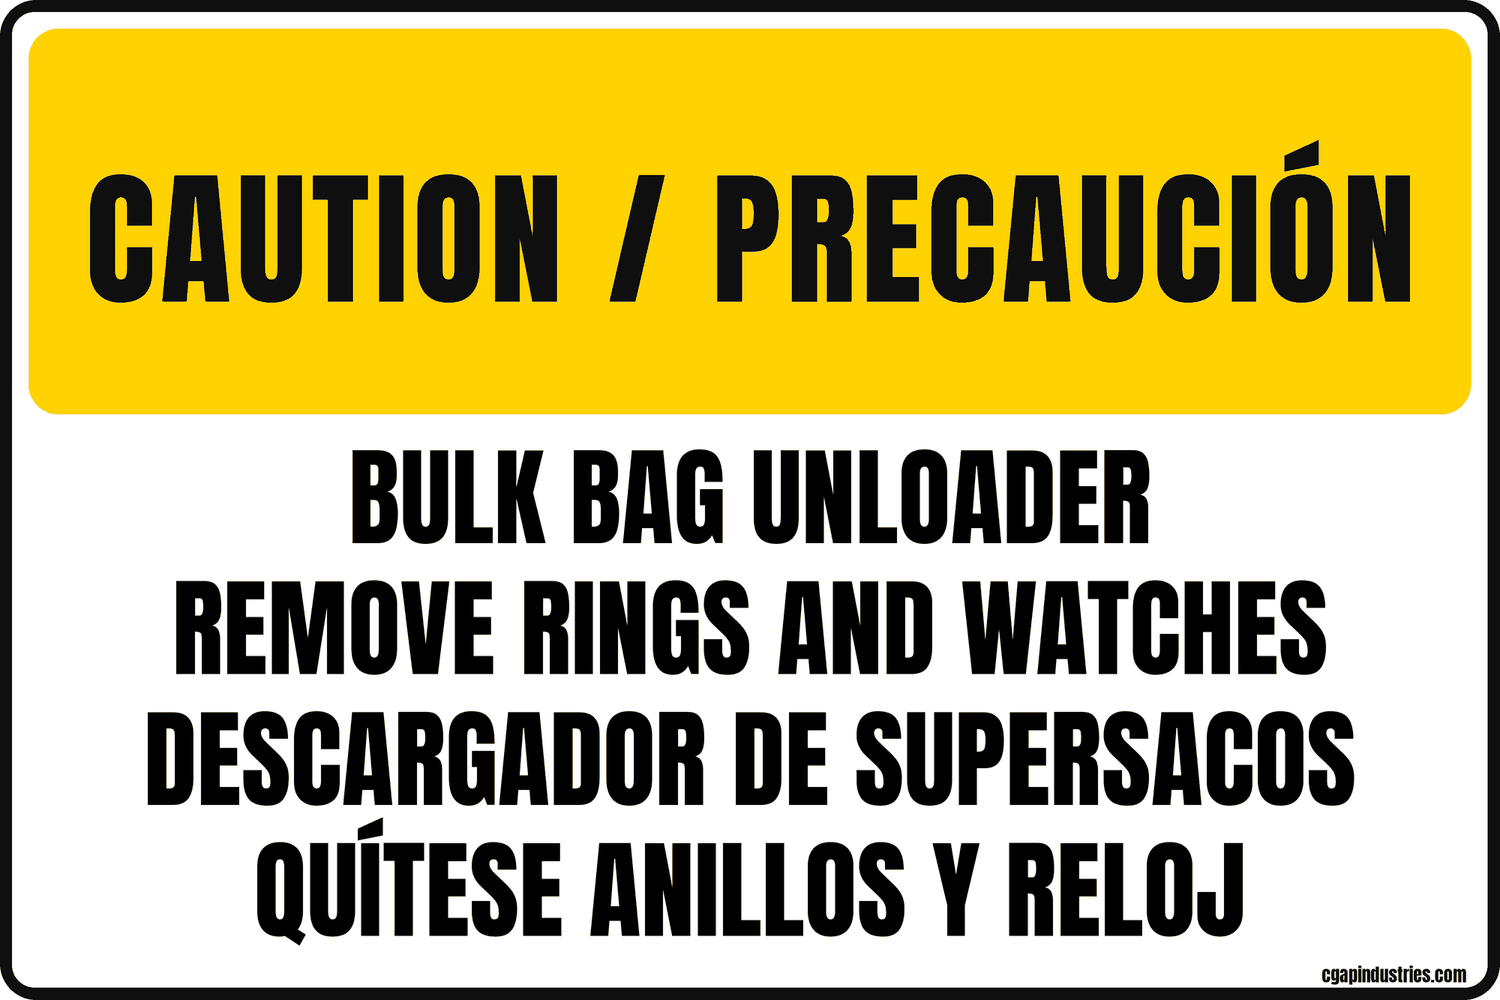 CAUTION / PRECAUCIÓN
BULK BAG UNLOADER
REMOVE RINGS AND WATCHES
DESCARGADOR DE SUPERSACOS
QUÍTESE ANILLOS Y RELOJ
cgapindustries.com